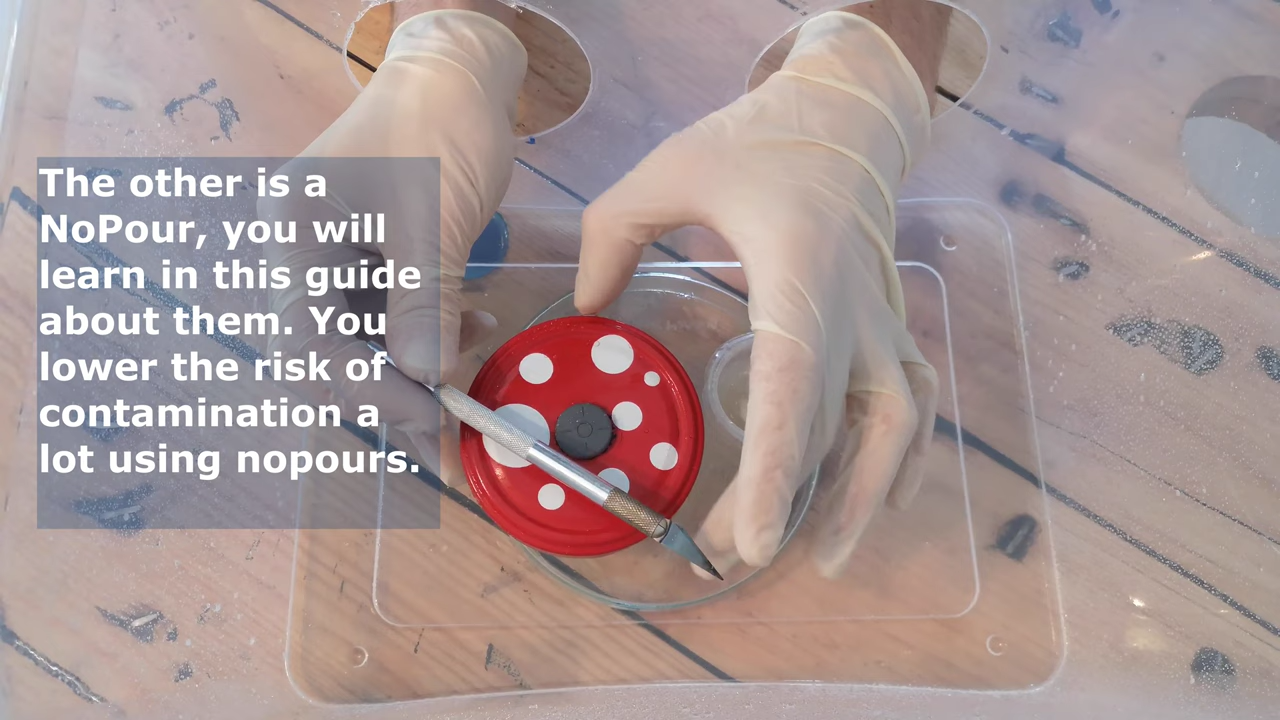 The other is a
NoPour, you will
learn in this guide
about them. You
lower the risk of
contamination a
lot using nopours.